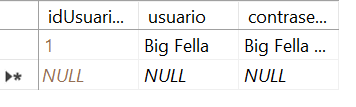 idUsuari... usuario contrase...
1 Big Fella Big Fella ...
NULL NULL NULL